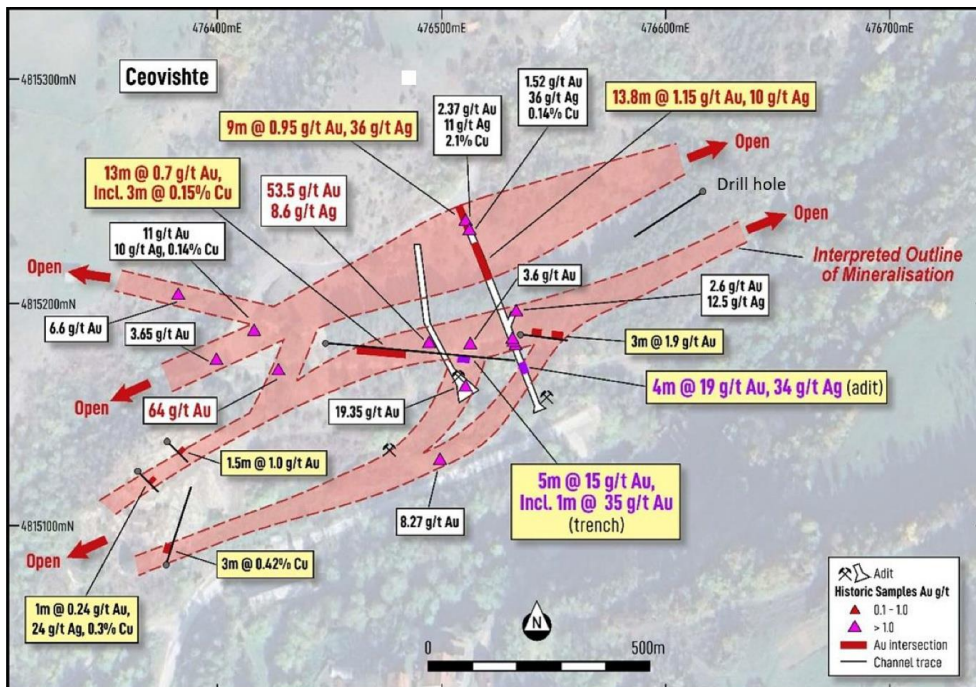 476400mE
476500mE
476600mE
476700mE
4815300mN
Ceovishte
9m @ 0.95 g/t Au, 36 g/t Ag
2.37 g/t Au
11 g/t Ag
2.1% Cu
1.52 g/t Au
36 g/t Ag
0.14% Cu
13.8m @ 1.15 g/t Au, 10 g/t Ag
Open
13m @ 0.7 g/t Au,
Incl. 3m @ 0.15% Cu
53.5 g/t Au
8.6 g/t Ag
Drill hole
Open
11 g/t Au
10 g/t Ag, 0.14% Cu
Interpreted Outline
of Mineralisation
Open
3.6 g/t Au
2.6 g/t Au
12.5 g/t Ag
4815200mN
6.6 g/t Au
3.65 g/t Au
3m @ 1.9 g/t Au
Open
64 g/t Au
19.35 g/t Au
4m @ 19 g/t Au, 34 g/t Ag (adit)
1.5m @ 1.0 g/t Au
5m @ 15 g/t Au,
Incl. 1m @ 35 g/t Au
(trench)
4815100mN
8.27 g/t Au
Open
3m @ 0.42% Cu
1m @ 0.24 g/t Au,
24 g/t Ag, 0.3% Cu
N
0
500m
Adit
Historic Samples Au g/t
0.1 - 1.0
> 1.0
Au intersection
Channel trace